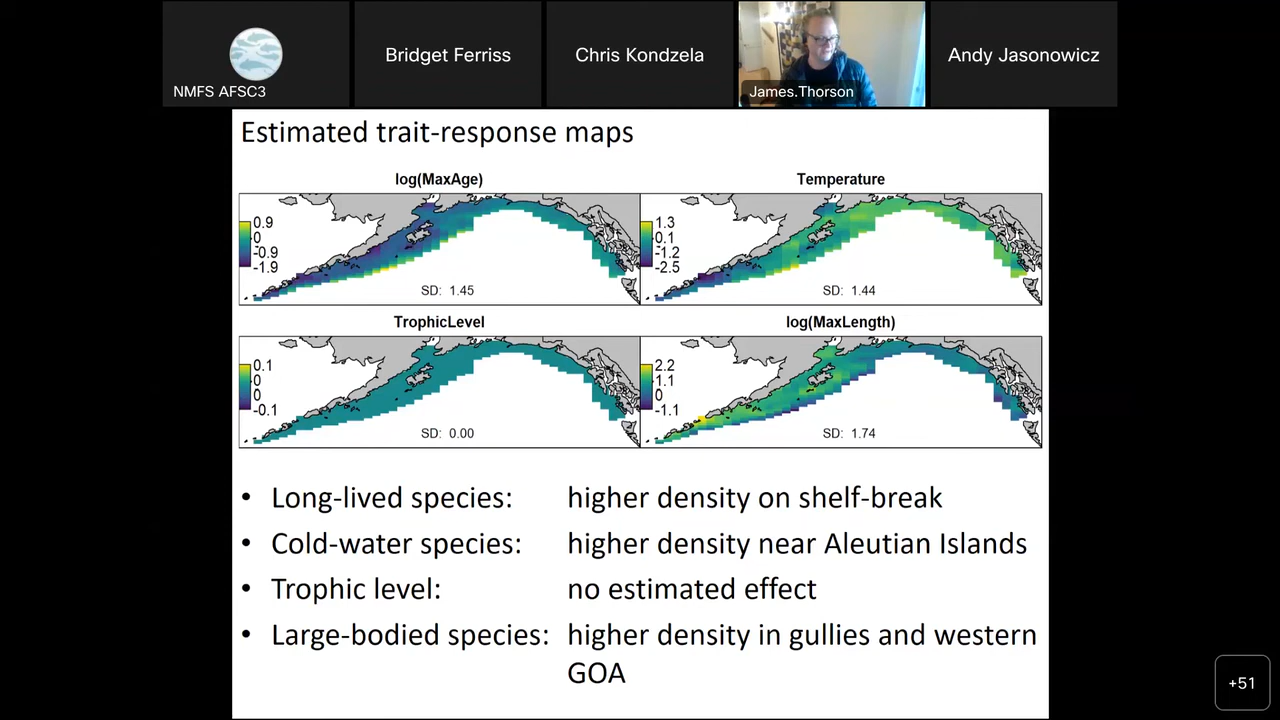 NMFS AFSC3
Bridget Ferriss
Chris Kondzela
James.Thorson
Andy Jasonowicz
Estimated trait-response maps
log(MaxAge)
0.9
0
-0.9
-1.9
SD: 1.45
Temperature
1.3
0.1
-1.2
-2.5
SD: 1.44
TrophicLevel
0.1
0
0
-0.1
SD: 0.00
log(MaxLength)
2.2
1.1
0
-1.1
SD: 1.74
• Long-lived species: higher density on shelf-break
• Cold-water species: higher density near Aleutian Islands
• Trophic level: no estimated effect
• Large-bodied species: higher density in gullies and western
GOA
+51